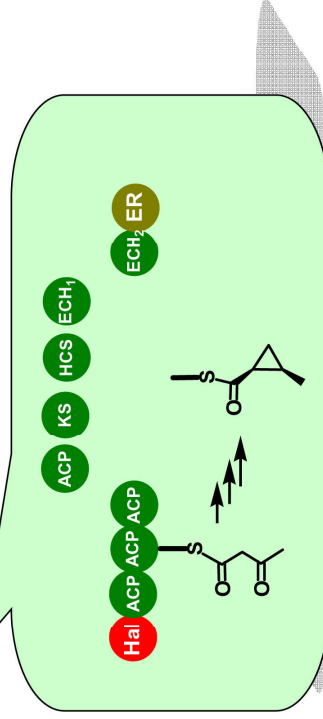 ACP KS HCS ECH₁
Hal ACP ACP ACP ECH₂ ER
S S
O O
O